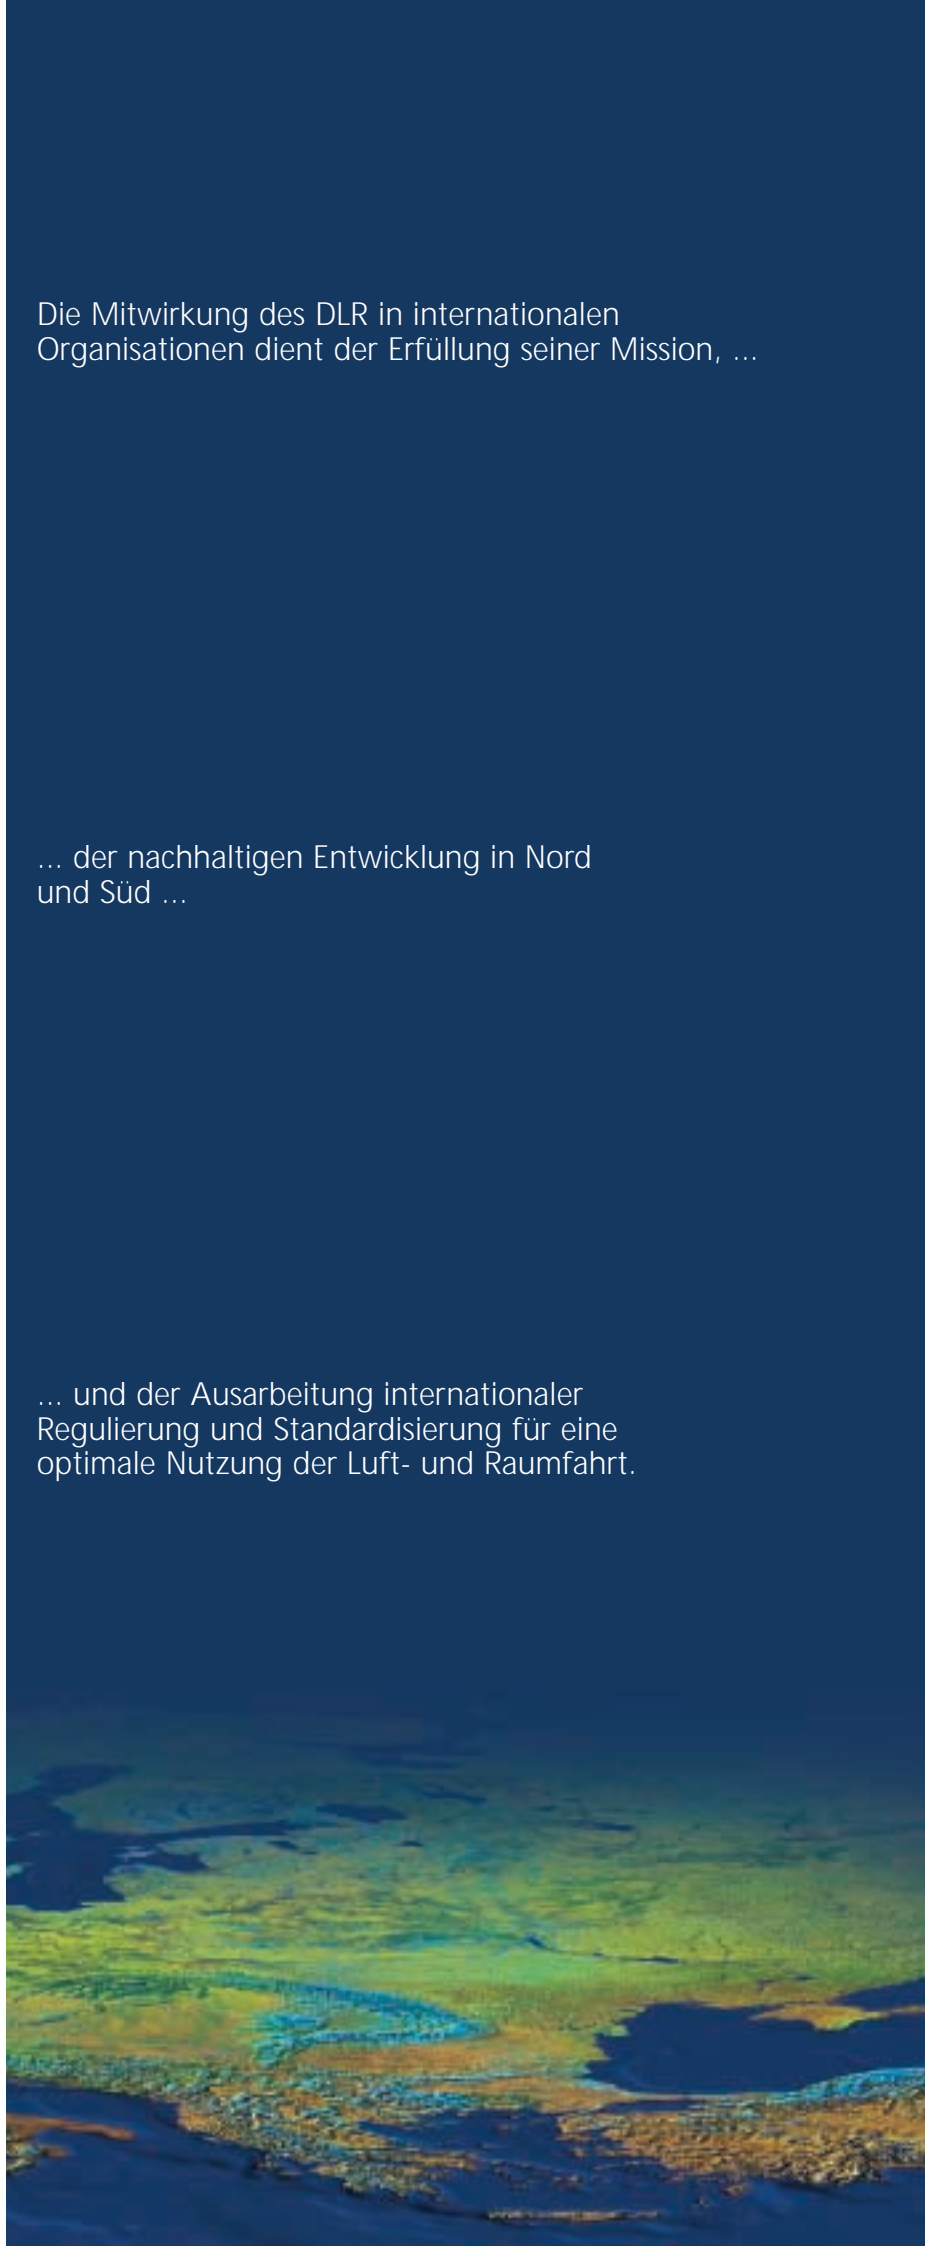 Die Mitwirkung des DLR in internationalen
Organisationen dient der Erfüllung seiner Mission, ...
... der nachhaltigen Entwicklung in Nord
und Süd ...
... und der Ausarbeitung internationaler
Regulierung und Standardisierung für eine
optimale Nutzung der Luft- und Raumfahrt.